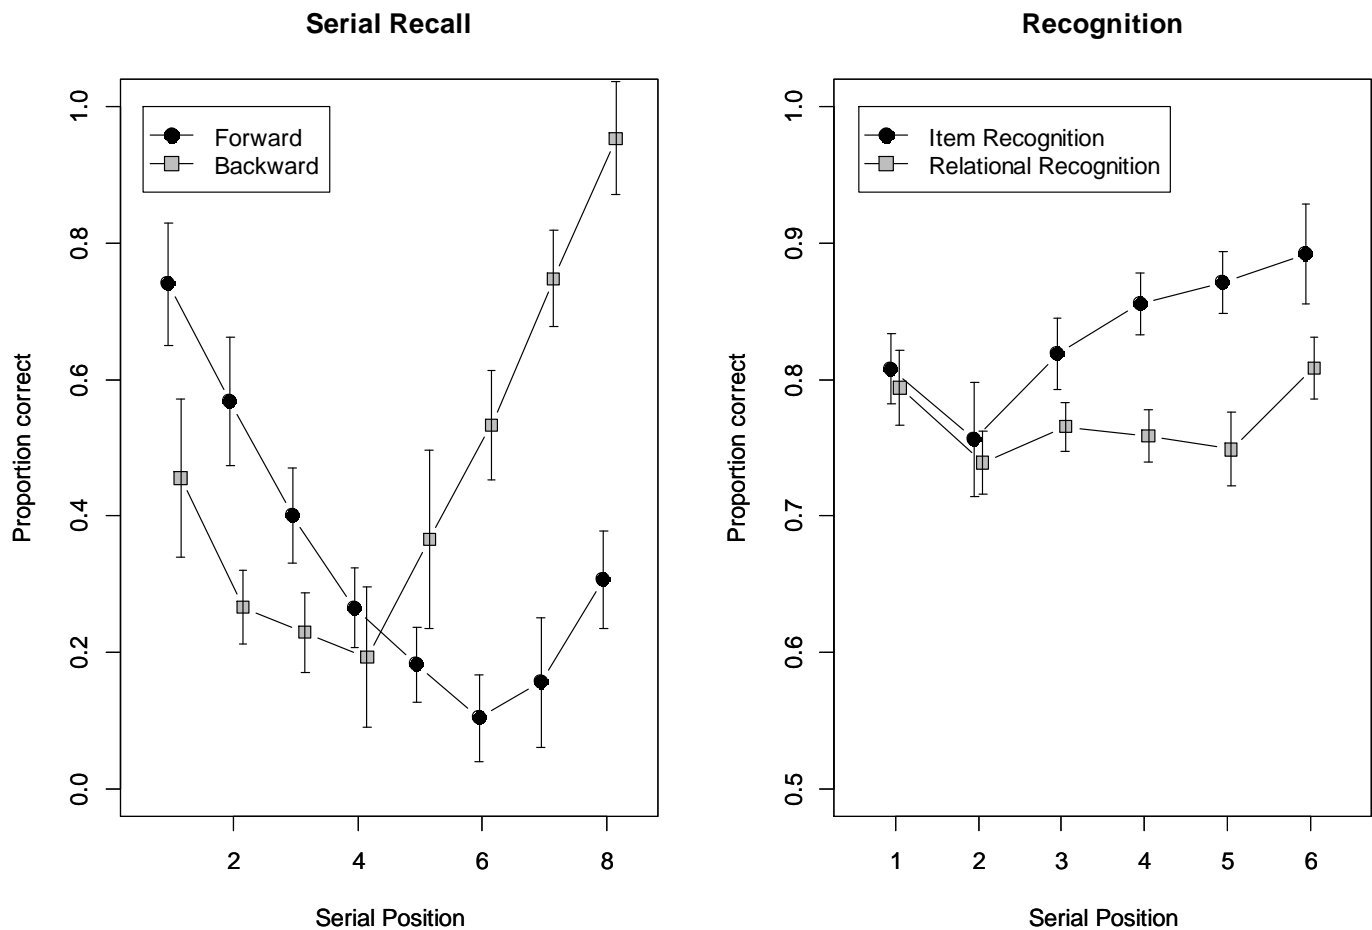 Serial Recall
Forward
Backward
Proportion correct
1.0
0.8
0.6
0.4
0.2
0.0
2 4 6 8
Serial Position
Recognition
Item Recognition
Relational Recognition
Proportion correct
1.0
0.9
0.8
0.7
0.6
0.5
1 2 3 4 5 6
Serial Position